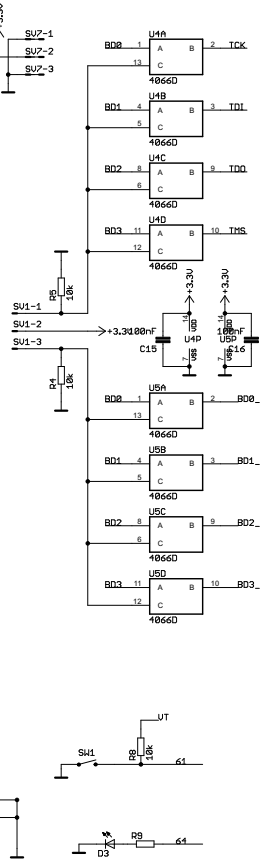 +3.3V
SV7-1
SV7-2
SV7-3
U4A
BD0 1 A B 2 TCK
13 C
4066D
U4B
BD1 4 A B 3 TDI
5 C
4066D
U4C
BD2 8 A B 9 TDO
6 C
4066D
U4D
BD3 11 A B 10 TMS
12 C
4066D
R5
10k
SV1-1
SV1-2
SV1-3
+3.3V
100nF
C15
+3.3V
14
VDD
U4P
VSS
7
+3.3V
14
VDD
U5P
VSS
7
100nF
C16
R4
10k
U5A
BD0 1 A B 2 BD0_
13 C
4066D
U5B
BD1 4 A B 3 BD1_
5 C
4066D
U5C
BD2 8 A B 9 BD2_
6 C
4066D
U5D
BD3 11 A B 10 BD3_
12 C
4066D
VT
R8
10k
SW1
61
D3
R9
64